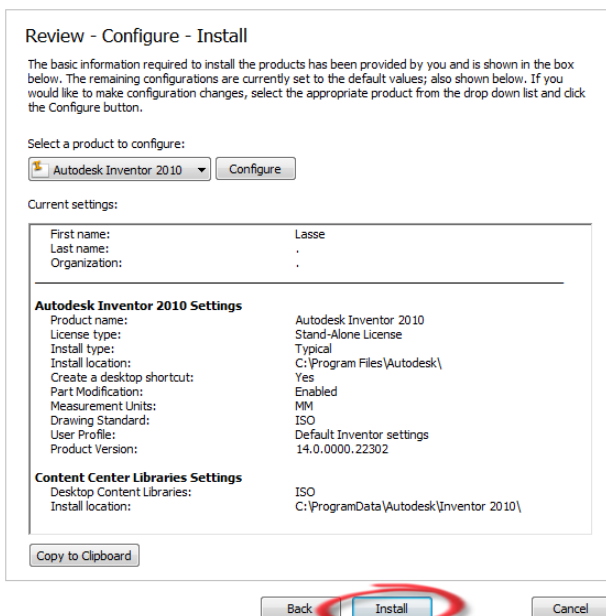 Review - Configure - Install
The basic information required to install the products has been provided by you and is shown in the box
below. The remaining configurations are currently set to the default values; also shown below. If you
would like to make configuration changes, select the appropriate product from the drop down list and click
the Configure button.
Select a product to configure:
Autodesk Inventor 2010 Configure
Current settings:
First name: Lasse
Last name: .
Organization: .
Autodesk Inventor 2010 Settings
Product name: Autodesk Inventor 2010
License type: Stand-Alone License
Install type: Typical
Install location: C:\Program Files\Autodesk\
Create a desktop shortcut: Yes
Part Modification: Enabled
Measurement Units: MM
Drawing Standard: ISO
User Profile: Default Inventor settings
Product Version: 14.0.0000.22302
Content Center Libraries Settings
Desktop Content Libraries: ISO
Install location: C:\ProgramData\Autodesk\Inventor 2010\
Copy to Clipboard
Back Install Cancel